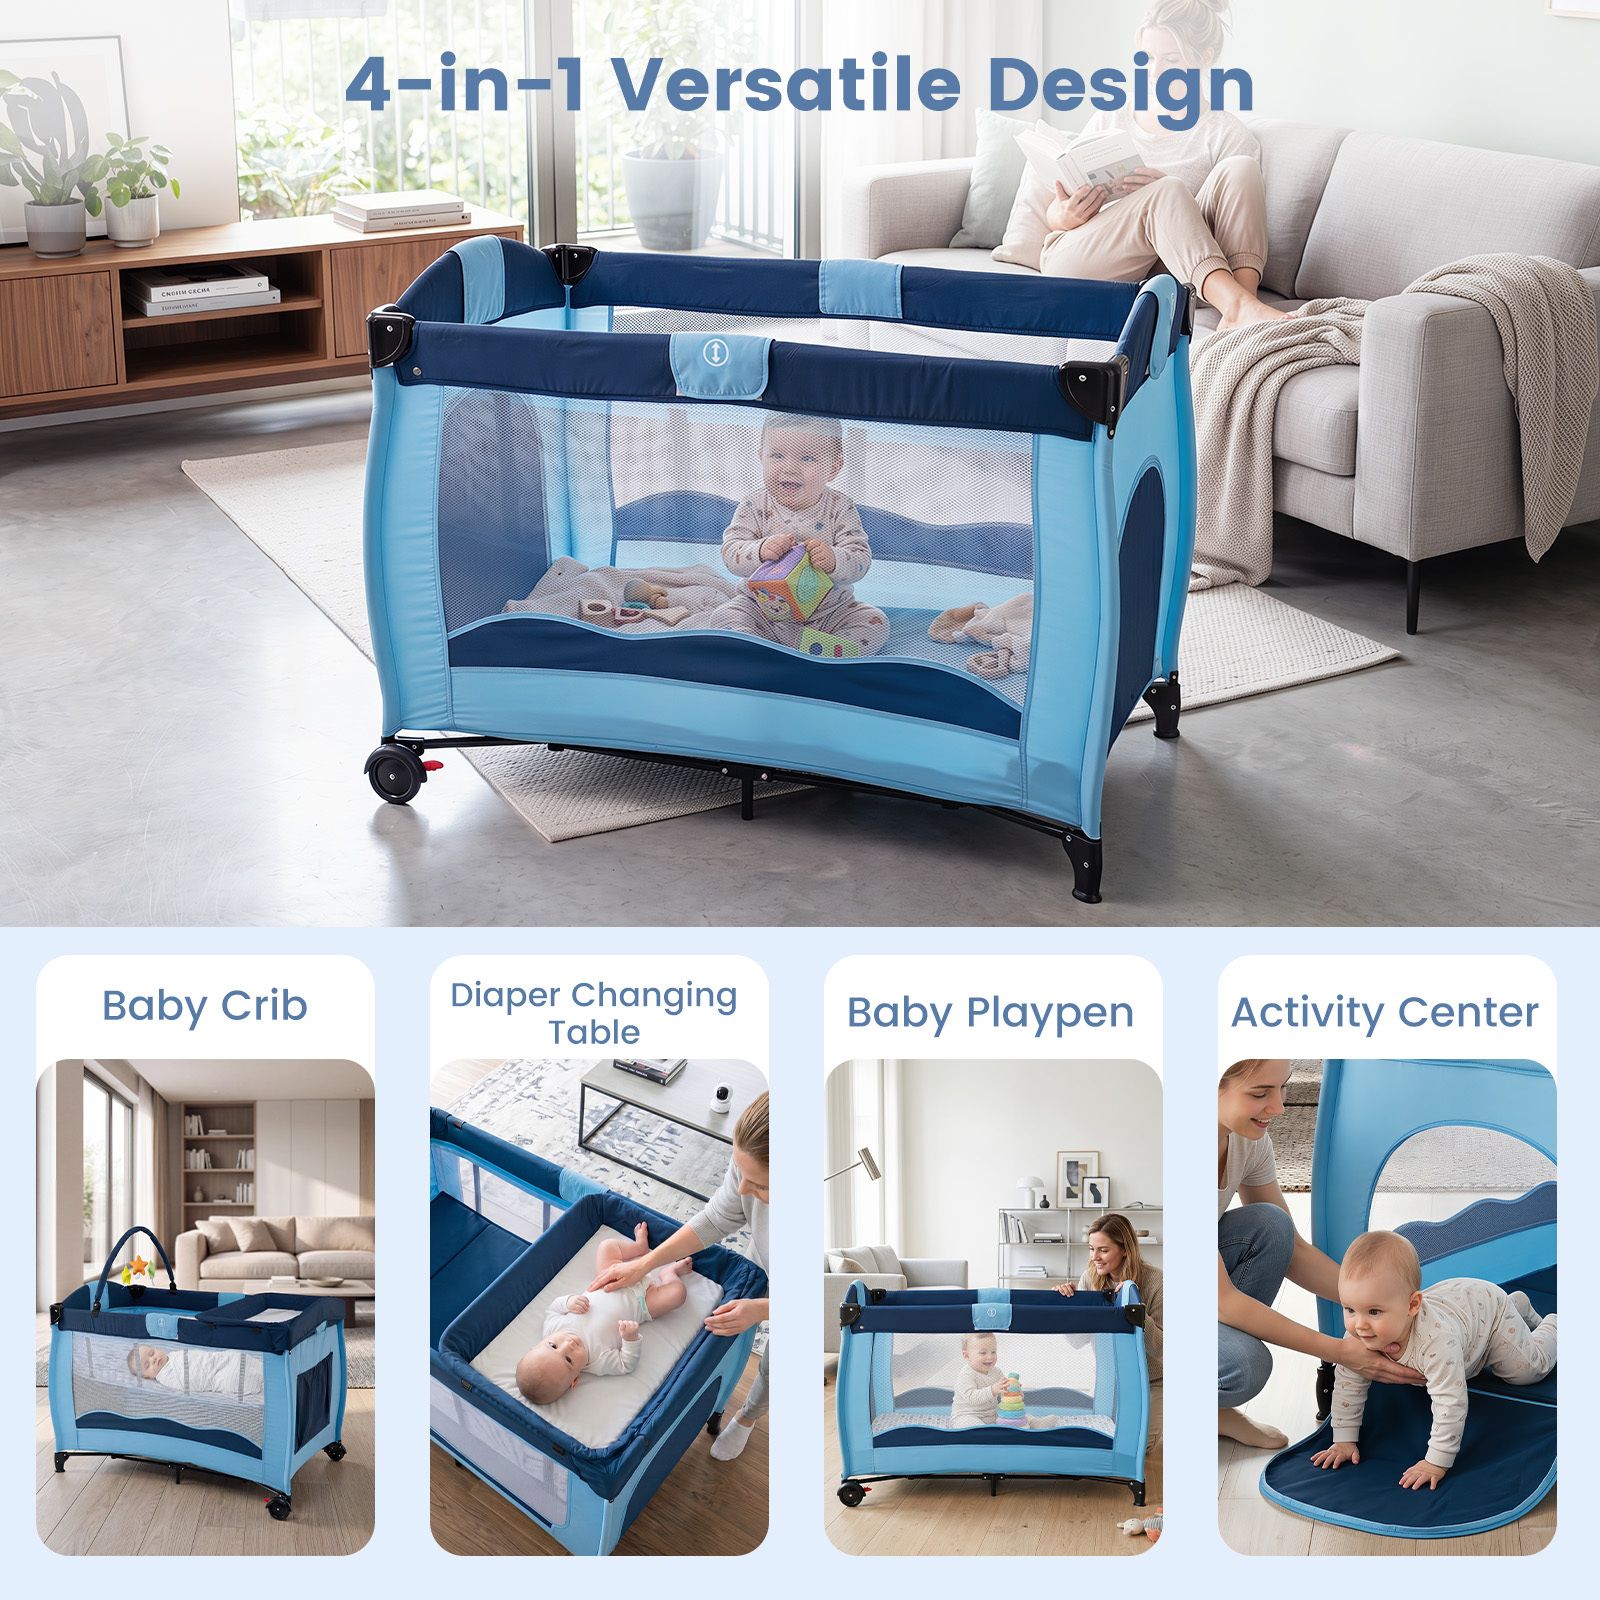 4-in-1 Versatile Design
Baby Crib
Diaper Changing
Table
Baby Playpen
Activity Center